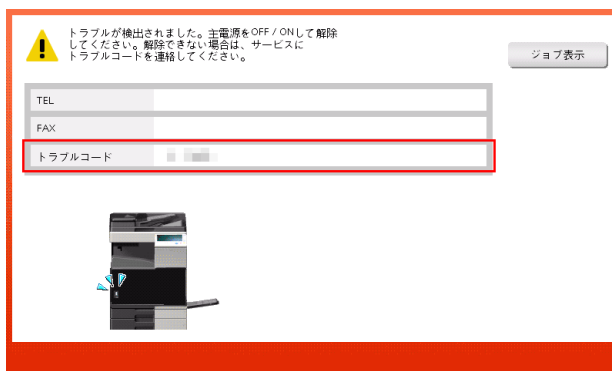 トラブルが検出されました。主電源をOFF / ONして解除
してください。解除できない場合は、サービスに
トラブルコードを連絡してください。
ジョブ表示
TEL
FAX
トラブルコード